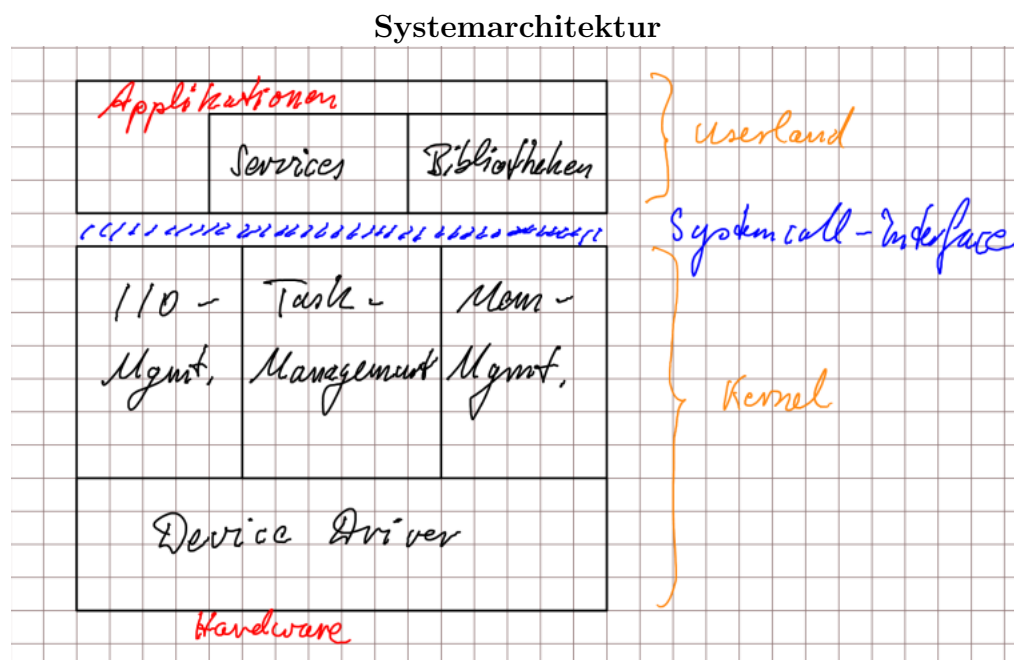 Systemarchitektur
Applikationen
Userland
Services Bibliotheken
Systemcall-Interface
I/O- Task- Mem-
Mgmt. Management Mgmt.
Kernel
Device Driver
Hardware